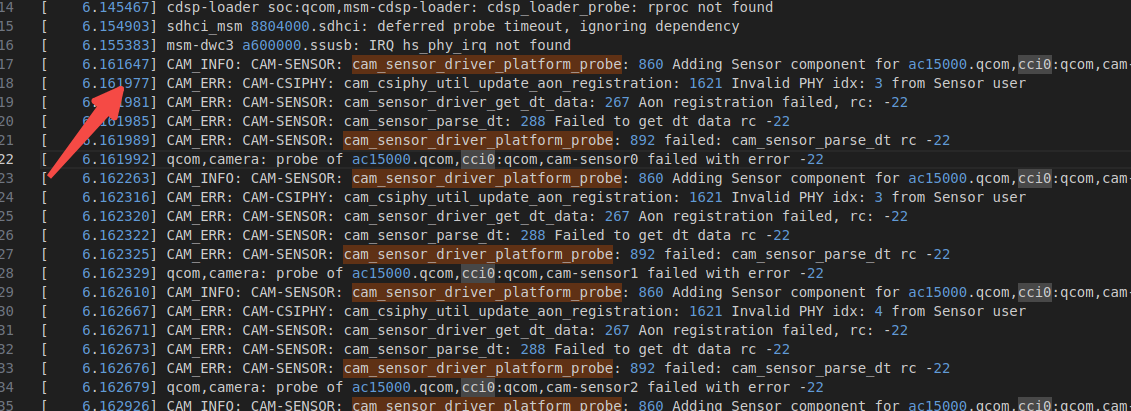 14 [    6.145467] cdsp-loader soc:qcom,msm-cdsp-loader: cdsp_loader_probe: rproc not found
15 [    6.154903] sdhci_msm 8804000.sdhci: deferred probe timeout, ignoring dependency
16 [    6.155383] msm-dwc3 a600000.ssusb: IRQ hs_phy_irq not found
17 [    6.161647] CAM_INFO: CAM-SENSOR: cam_sensor_driver_platform_probe: 860 Adding Sensor component for ac15000.qcom,cci0:qcom,cam-
18 [    6.161977] CAM_ERR: CAM-CSIPHY: cam_csiphy_util_update_aon_registration: 1621 Invalid PHY idx: 3 from Sensor user
19 [    1981] CAM_ERR: CAM-SENSOR: cam_sensor_driver_get_dt_data: 267 Aon registration failed, rc: -22
20 [    .161985] CAM_ERR: CAM-SENSOR: cam_sensor_parse_dt: 288 Failed to get dt data rc -22
21 [    6.161989] CAM_ERR: CAM-SENSOR: cam_sensor_driver_platform_probe: 892 failed: cam_sensor_parse_dt rc -22
22 [    6.161992] qcom,camera: probe of ac15000.qcom,cci0:qcom,cam-sensor0 failed with error -22
23 [    6.162263] CAM_INFO: CAM-SENSOR: cam_sensor_driver_platform_probe: 860 Adding Sensor component for ac15000.qcom,cci0:qcom,cam-
24 [    6.162316] CAM_ERR: CAM-CSIPHY: cam_csiphy_util_update_aon_registration: 1621 Invalid PHY idx: 3 from Sensor user
25 [    6.162320] CAM_ERR: CAM-SENSOR: cam_sensor_driver_get_dt_data: 267 Aon registration failed, rc: -22
26 [    6.162322] CAM_ERR: CAM-SENSOR: cam_sensor_parse_dt: 288 Failed to get dt data rc -22
27 [    6.162325] CAM_ERR: CAM-SENSOR: cam_sensor_driver_platform_probe: 892 failed: cam_sensor_parse_dt rc -22
28 [    6.162329] qcom,camera: probe of ac15000.qcom,cci0:qcom,cam-sensor1 failed with error -22
29 [    6.162610] CAM_INFO: CAM-SENSOR: cam_sensor_driver_platform_probe: 860 Adding Sensor component for ac15000.qcom,cci0:qcom,cam-
30 [    6.162667] CAM_ERR: CAM-CSIPHY: cam_csiphy_util_update_aon_registration: 1621 Invalid PHY idx: 4 from Sensor user
31 [    6.162671] CAM_ERR: CAM-SENSOR: cam_sensor_driver_get_dt_data: 267 Aon registration failed, rc: -22
32 [    6.162673] CAM_ERR: CAM-SENSOR: cam_sensor_parse_dt: 288 Failed to get dt data rc -22
33 [    6.162676] CAM_ERR: CAM-SENSOR: cam_sensor_driver_platform_probe: 892 failed: cam_sensor_parse_dt rc -22
34 [    6.162679] qcom,camera: probe of ac15000.qcom,cci0:qcom,cam-sensor2 failed with error -22
35 [    6.162926] CAM_INFO: CAM-SENSOR: cam_sensor_driver_platform_probe: 860 Adding Sensor component for ac15000.qcom,cci0:qcom,cam-